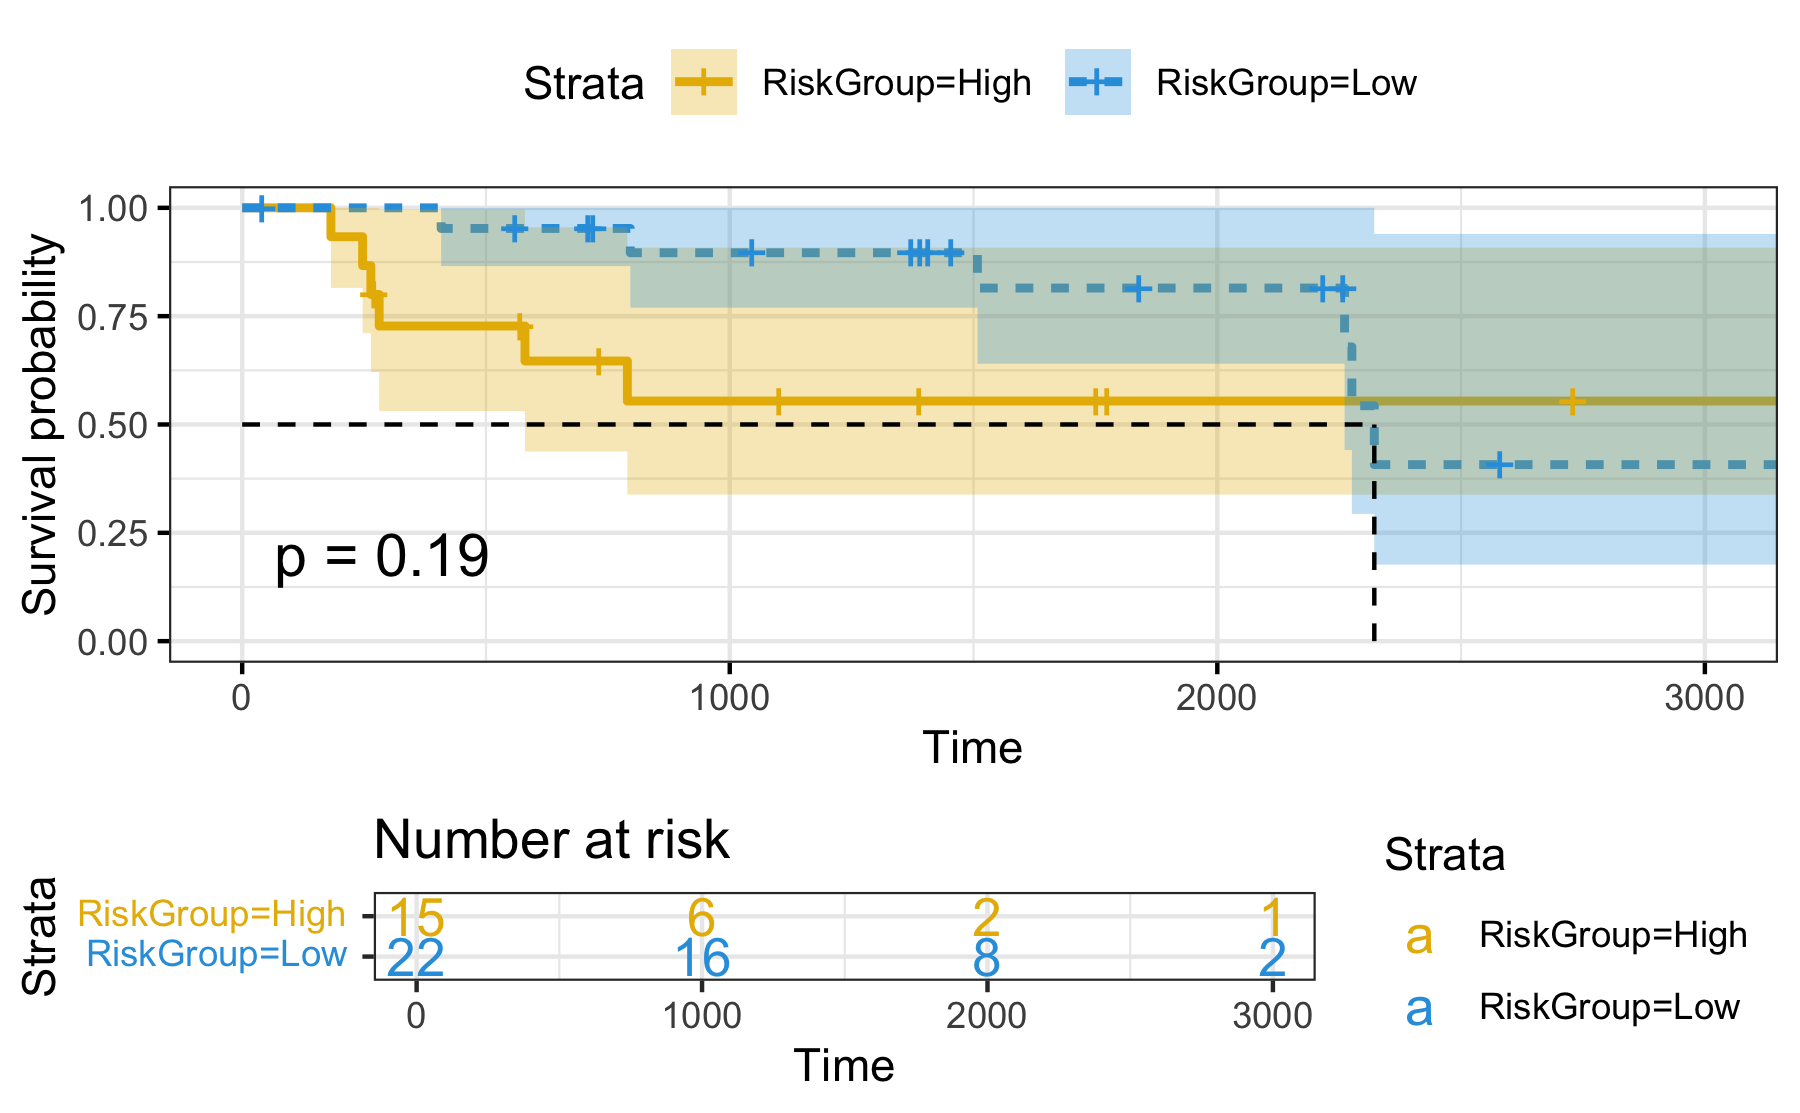 Strata RiskGroup=High RiskGroup=Low
Survival probability
1.00
0.75
0.50
0.25
0.00
p = 0.19
0 1000 2000 3000
Time
Number at risk
Strata
RiskGroup=High 15 6 2 1
RiskGroup=Low 22 16 8 2
0 1000 2000 3000
Time
Strata
a RiskGroup=High
a RiskGroup=Low